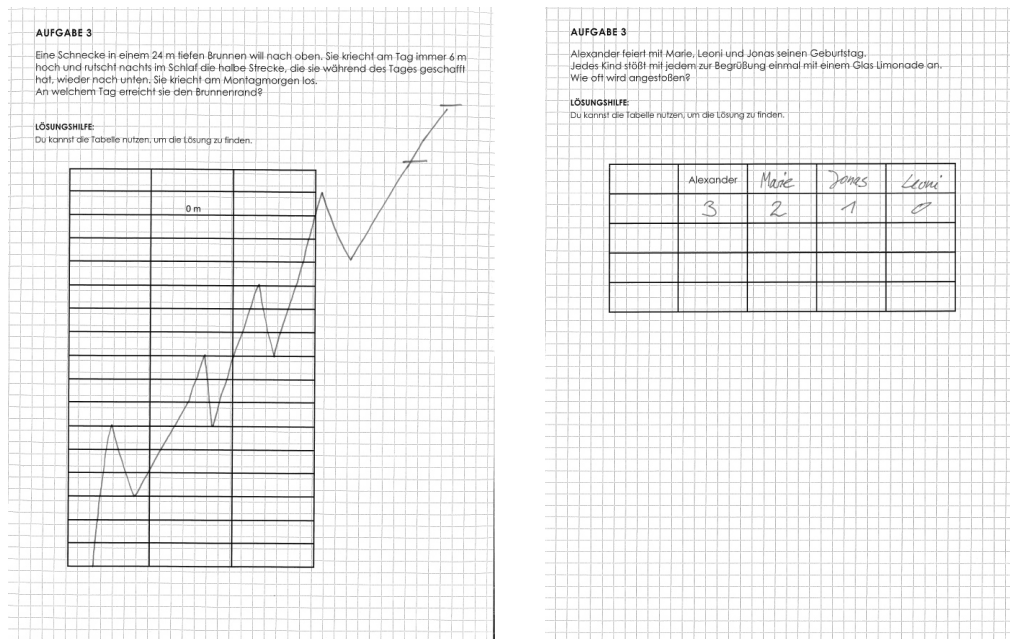 AUFGABE 3
Eine Schnecke in einem 24 m tiefen Brunnen will nach oben. Sie kriecht am Tag immer 6 m
hoch und rutscht nachts im Schlaf die halbe Strecke, die sie während des Tages geschafft
hat, wieder nach unten. Sie kriecht am Montagmorgen los.
An welchem Tag erreicht sie den Brunnenrand?
LÖSUNGSHILFE:
Du kannst die Tabelle nutzen, um die Lösung zu finden.
0 m
AUFGABE 3
Alexander feiert mit Marie, Leoni und Jonas seinen Geburtstag.
Jedes Kind stößt mit jedem zur Begrüßung einmal mit einem Glas Limonade an.
Wie oft wird angestoßen?
LÖSUNGSHILFE:
Du kannst die Tabelle nutzen, um die Lösung zu finden.
Alexander Marie Jonas Leoni
3 2 1 0